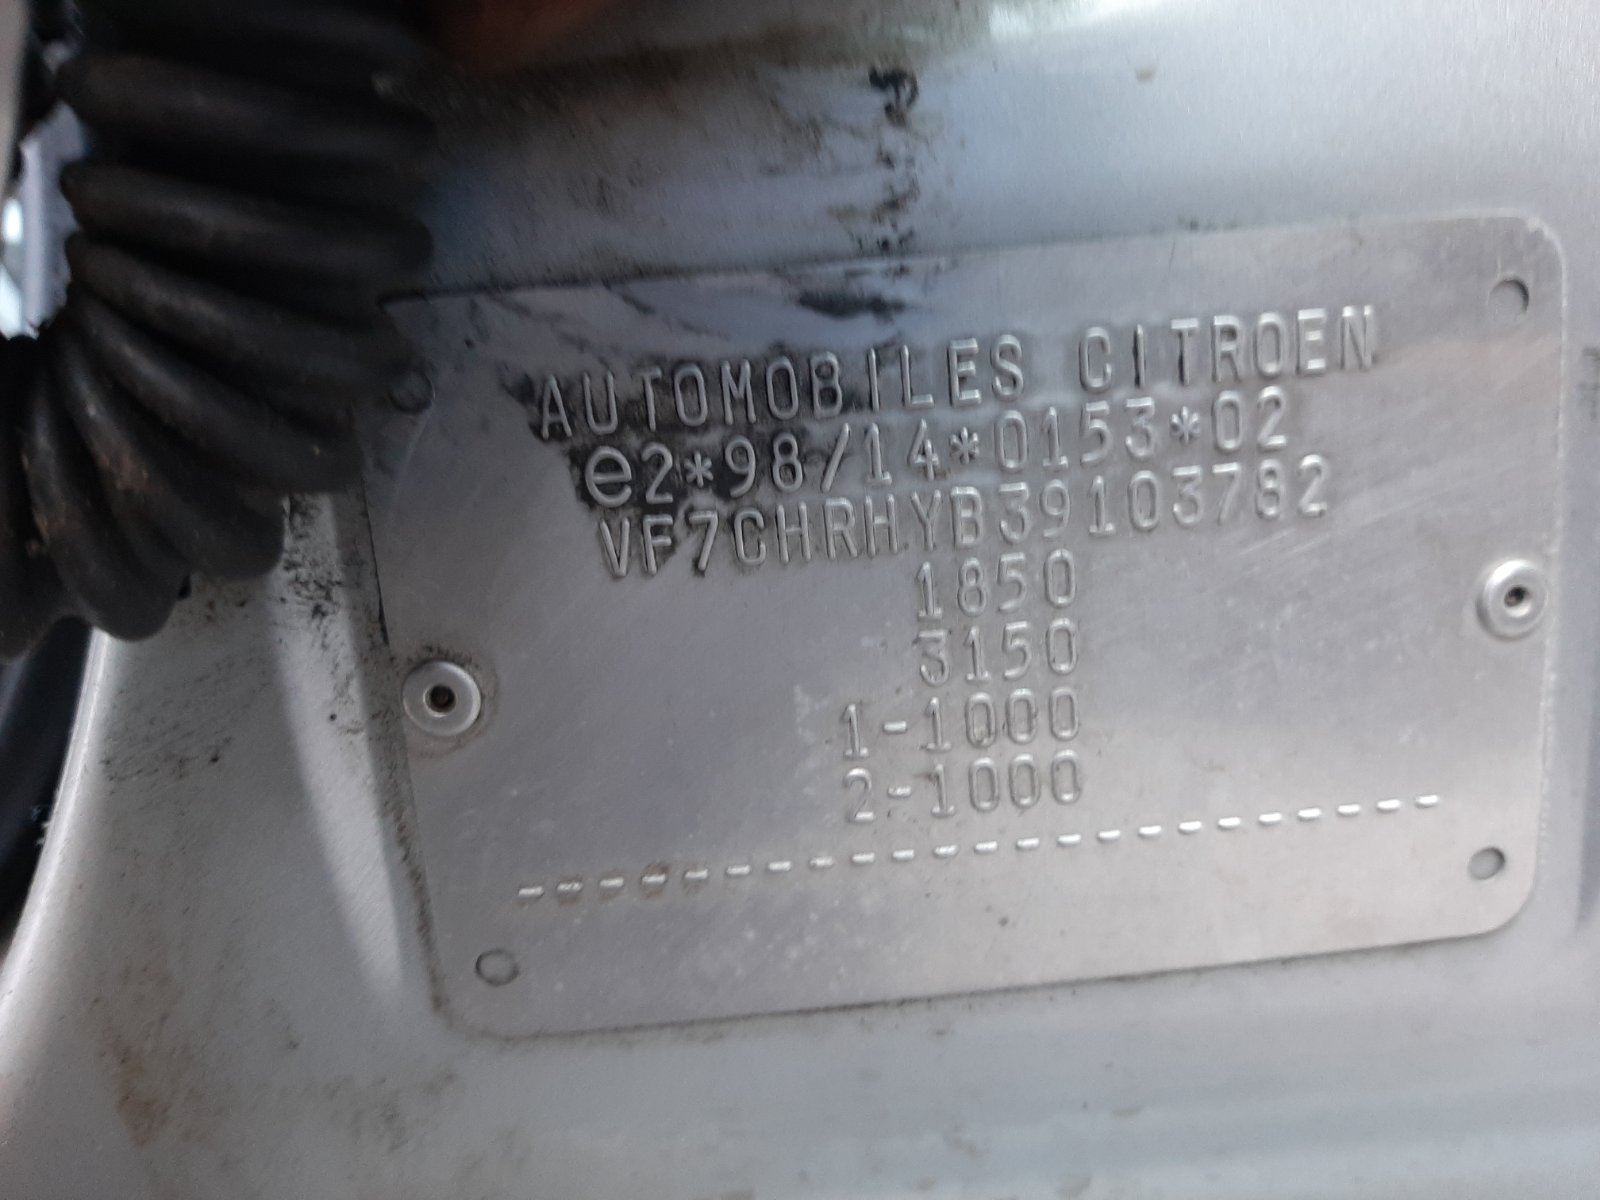 AUTOMOBILES CITROEN
e2*98/14*0153*02
VF7CHRHYB39103782
1850
3150
1-1000
2-1000
-----------------------